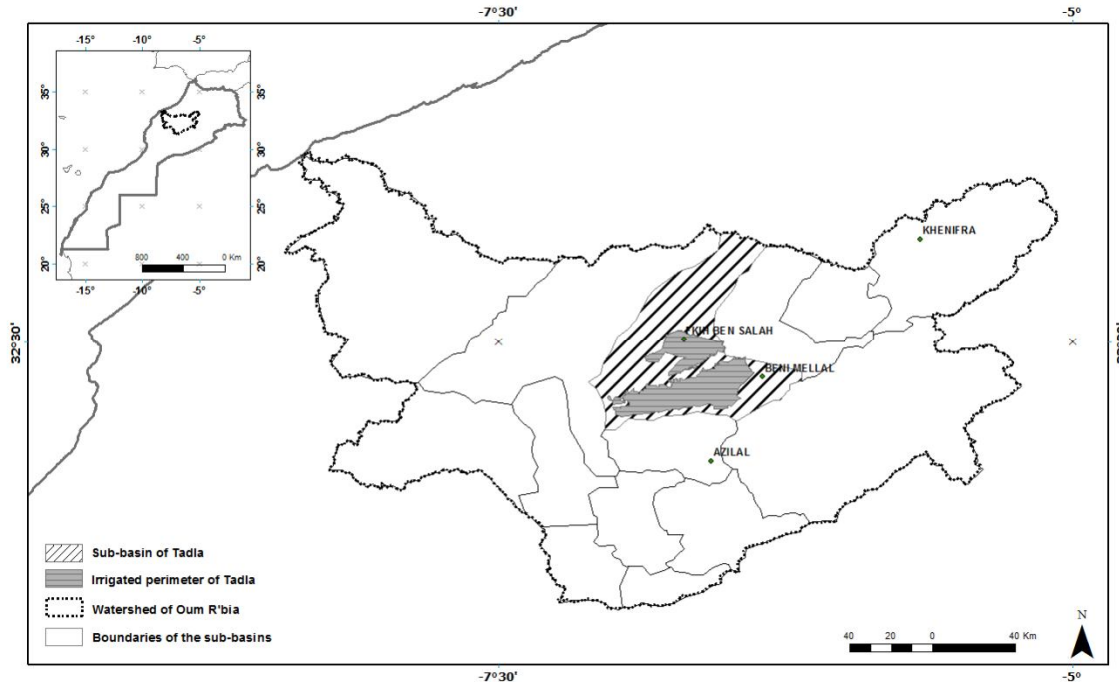 -7°30' -5°
-15° -10° -5°
35° 35°
30° 30°
25° 25°
20° 20°
800 400 0 Km
-15° -10° -5°
KHENIFRA
32°30'
KIH BEN SALAH
BENI MELLAL
AZILAL
Sub-basin of Tadla
Irrigated perimeter of Tadla
Watershed of Oum R'bia
Boundaries of the sub-basins
N
40 20 0 40 Km
-7°30' -5°